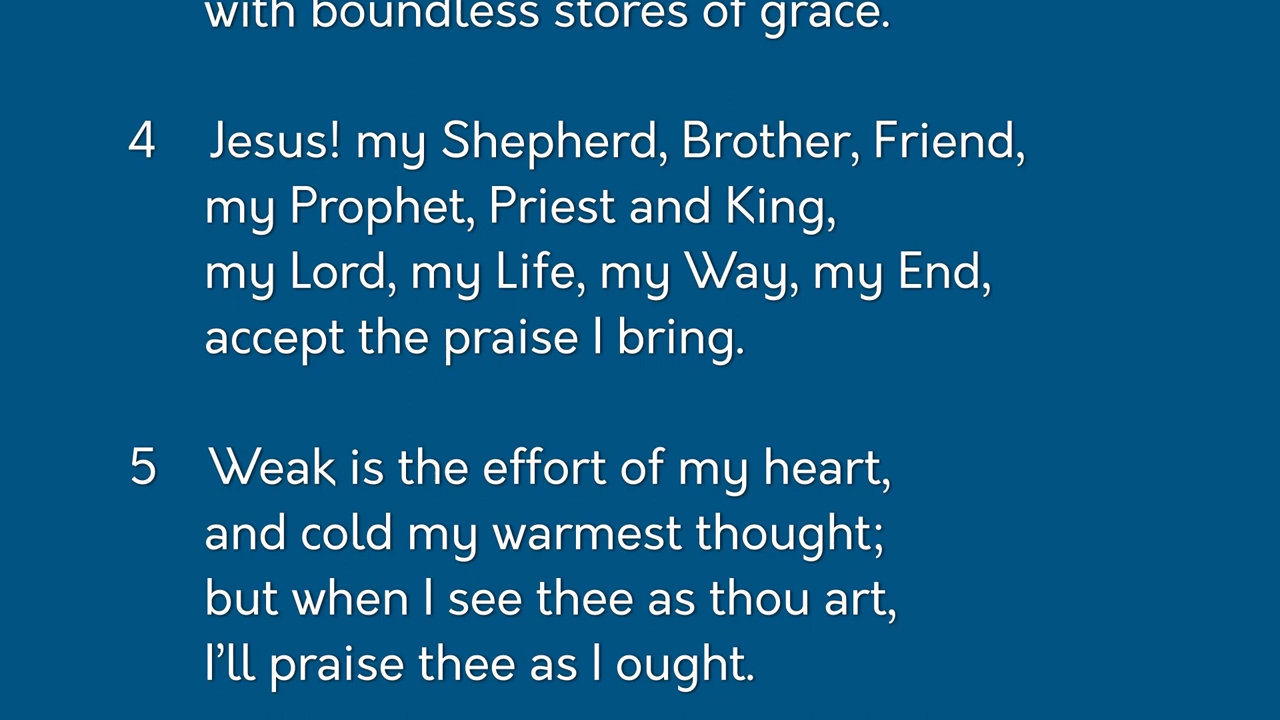 with boundless stores of grace.
4 Jesus! my Shepherd, Brother, Friend,
my Prophet, Priest and King,
my Lord, my Life, my Way, my End,
accept the praise I bring.
5 Weak is the effort of my heart,
and cold my warmest thought;
but when I see thee as thou art,
I’ll praise thee as I ought.